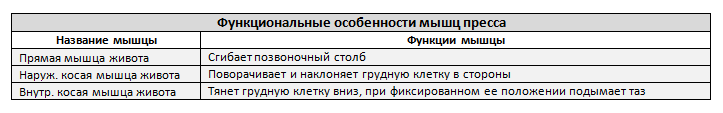 Функциональные особенности мышц пресса
Название мышцы Функции мышцы
Прямая мышца живота Сгибает позвоночный столб
Наруж. косая мышца живота Поворачивает и наклоняет грудную клетку в стороны
Внутр. косая мышца живота Тянет грудную клетку вниз, при фиксированном ее положении подымает таз